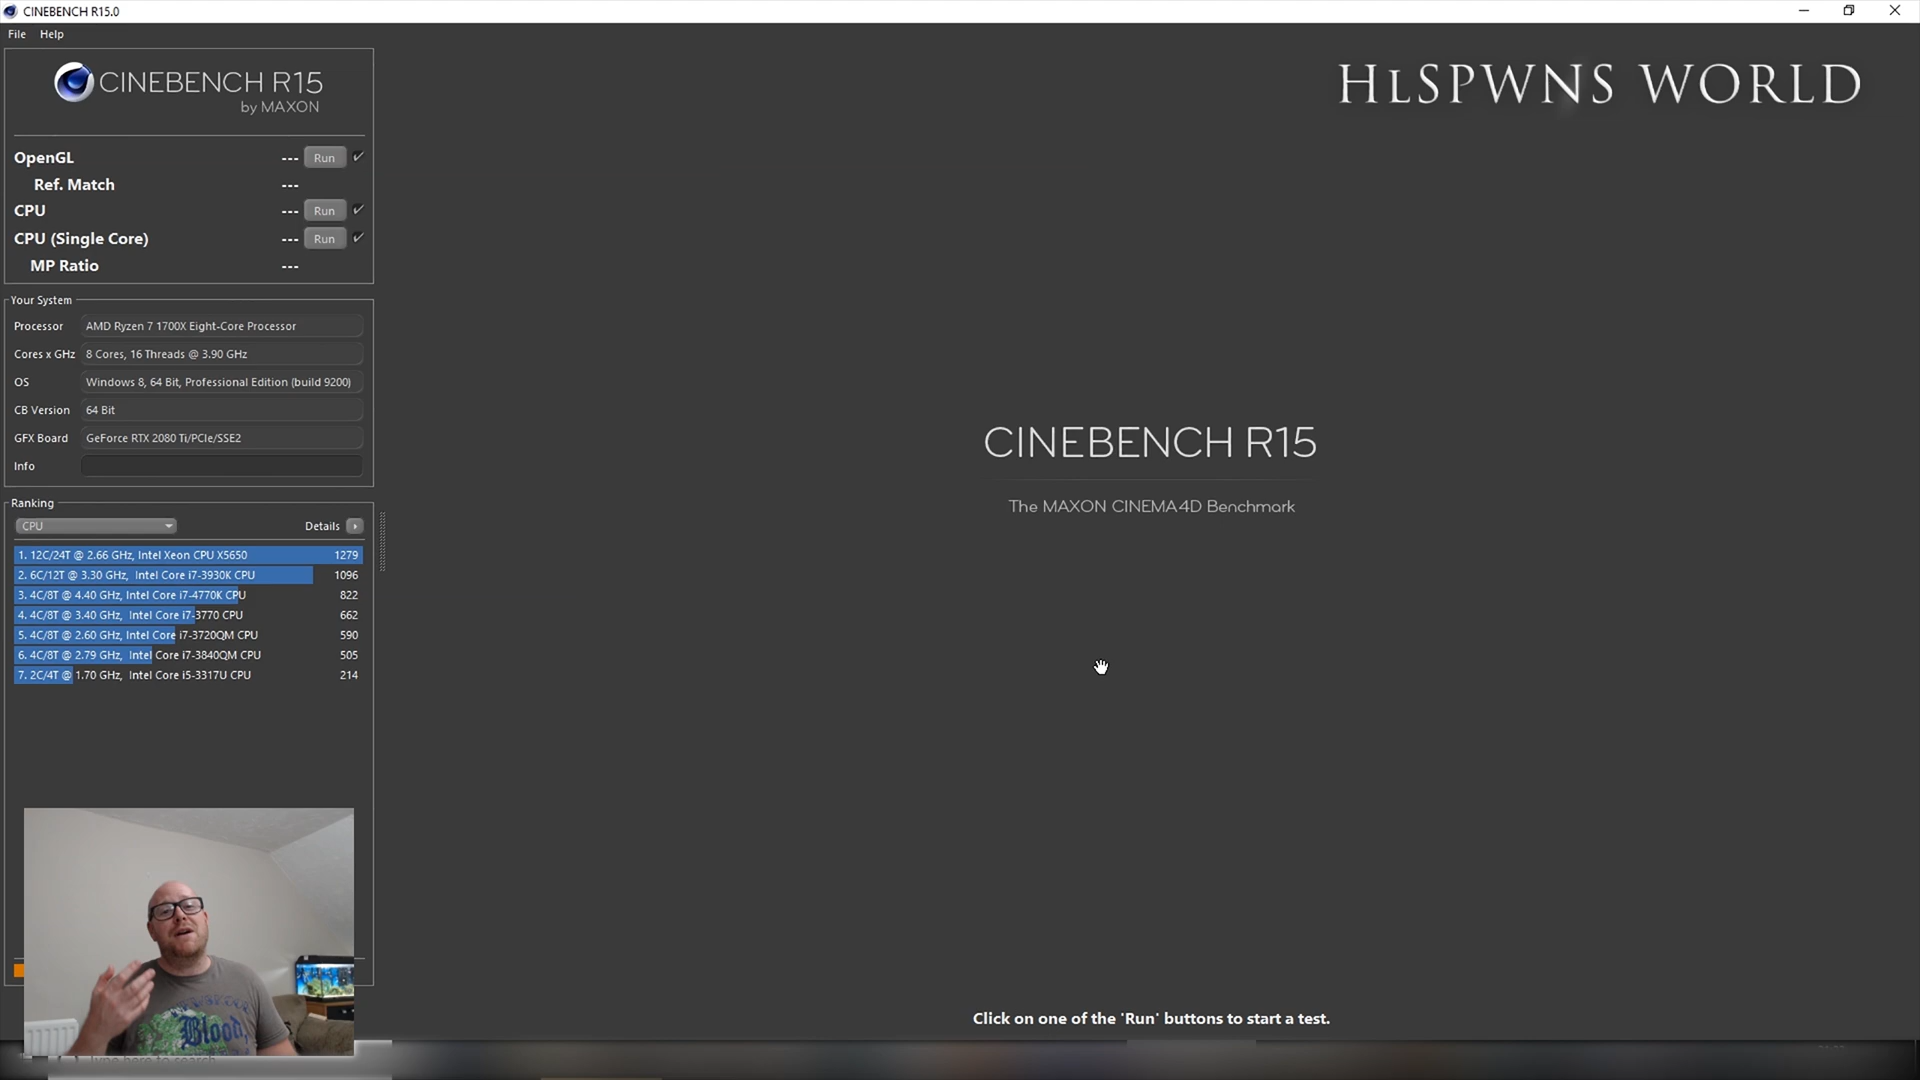 CINEBENCH R15.0
File Help
HLSPWNS WORLD
CINEBENCH R15
by MAXON
OpenGL --- Run
Ref. Match ---
CPU --- Run
CPU (Single Core) --- Run
MP Ratio ---
Your System
Processor AMD Ryzen 7 1700X Eight-Core Processor
Cores x GHz 8 Cores, 16 Threads @ 3.90 GHz
OS Windows 8, 64 Bit, Professional Edition (build 9200)
CB Version 64 Bit
GFX Board GeForce RTX 2080 Ti/PCIe/SSE2
Info
Ranking
CPU Details
1. 12C/24T @ 2.66 GHz, Intel Xeon CPU X5650 1279
2. 6C/12T @ 3.30 GHz, Intel Core i7-3930K CPU 1096
3. 4C/8T @ 4.40 GHz, Intel Core i7-4770K CPU 822
4. 4C/8T @ 3.40 GHz, Intel Core i7-3770 CPU 662
5. 4C/8T @ 2.60 GHz, Intel Core i7-3720QM CPU 590
6. 4C/8T @ 2.79 GHz, Intel Core i7-3840QM CPU 505
7. 2C/4T @ 1.70 GHz, Intel Core i5-3317U CPU 214
CINEBENCH R15
The MAXON CINEMA4D Benchmark
Blood
Click on one of the 'Run' buttons to start a test.
Type here to search